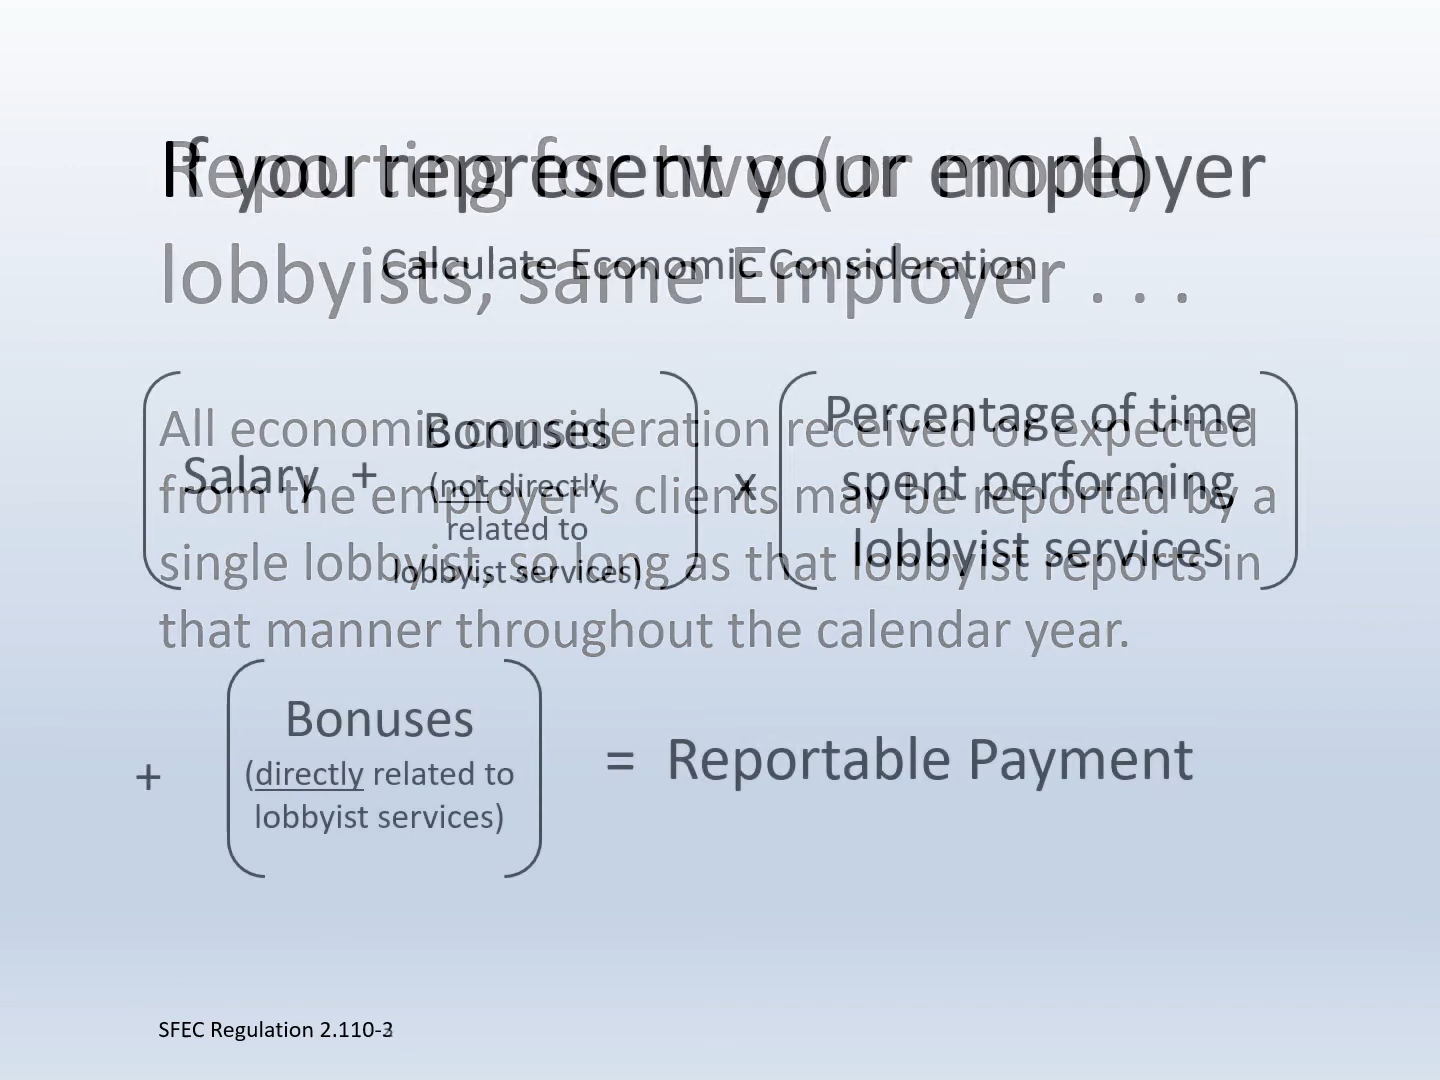 If you represent your employer
Calculate Economic Consideration
Salary + Bonuses
(not directly
related to
lobbyist services)
x
Percentage of time
spent performing
lobbyist services
+
Bonuses
(directly related to
lobbyist services)
= Reportable Payment
Reporting for two (or more)
lobbyists, same Employer . . .
All economic consideration received or expected
from the employer's clients may be reported by a
single lobbyist, so long as that lobbyist reports in
that manner throughout the calendar year.
SFEC Regulation